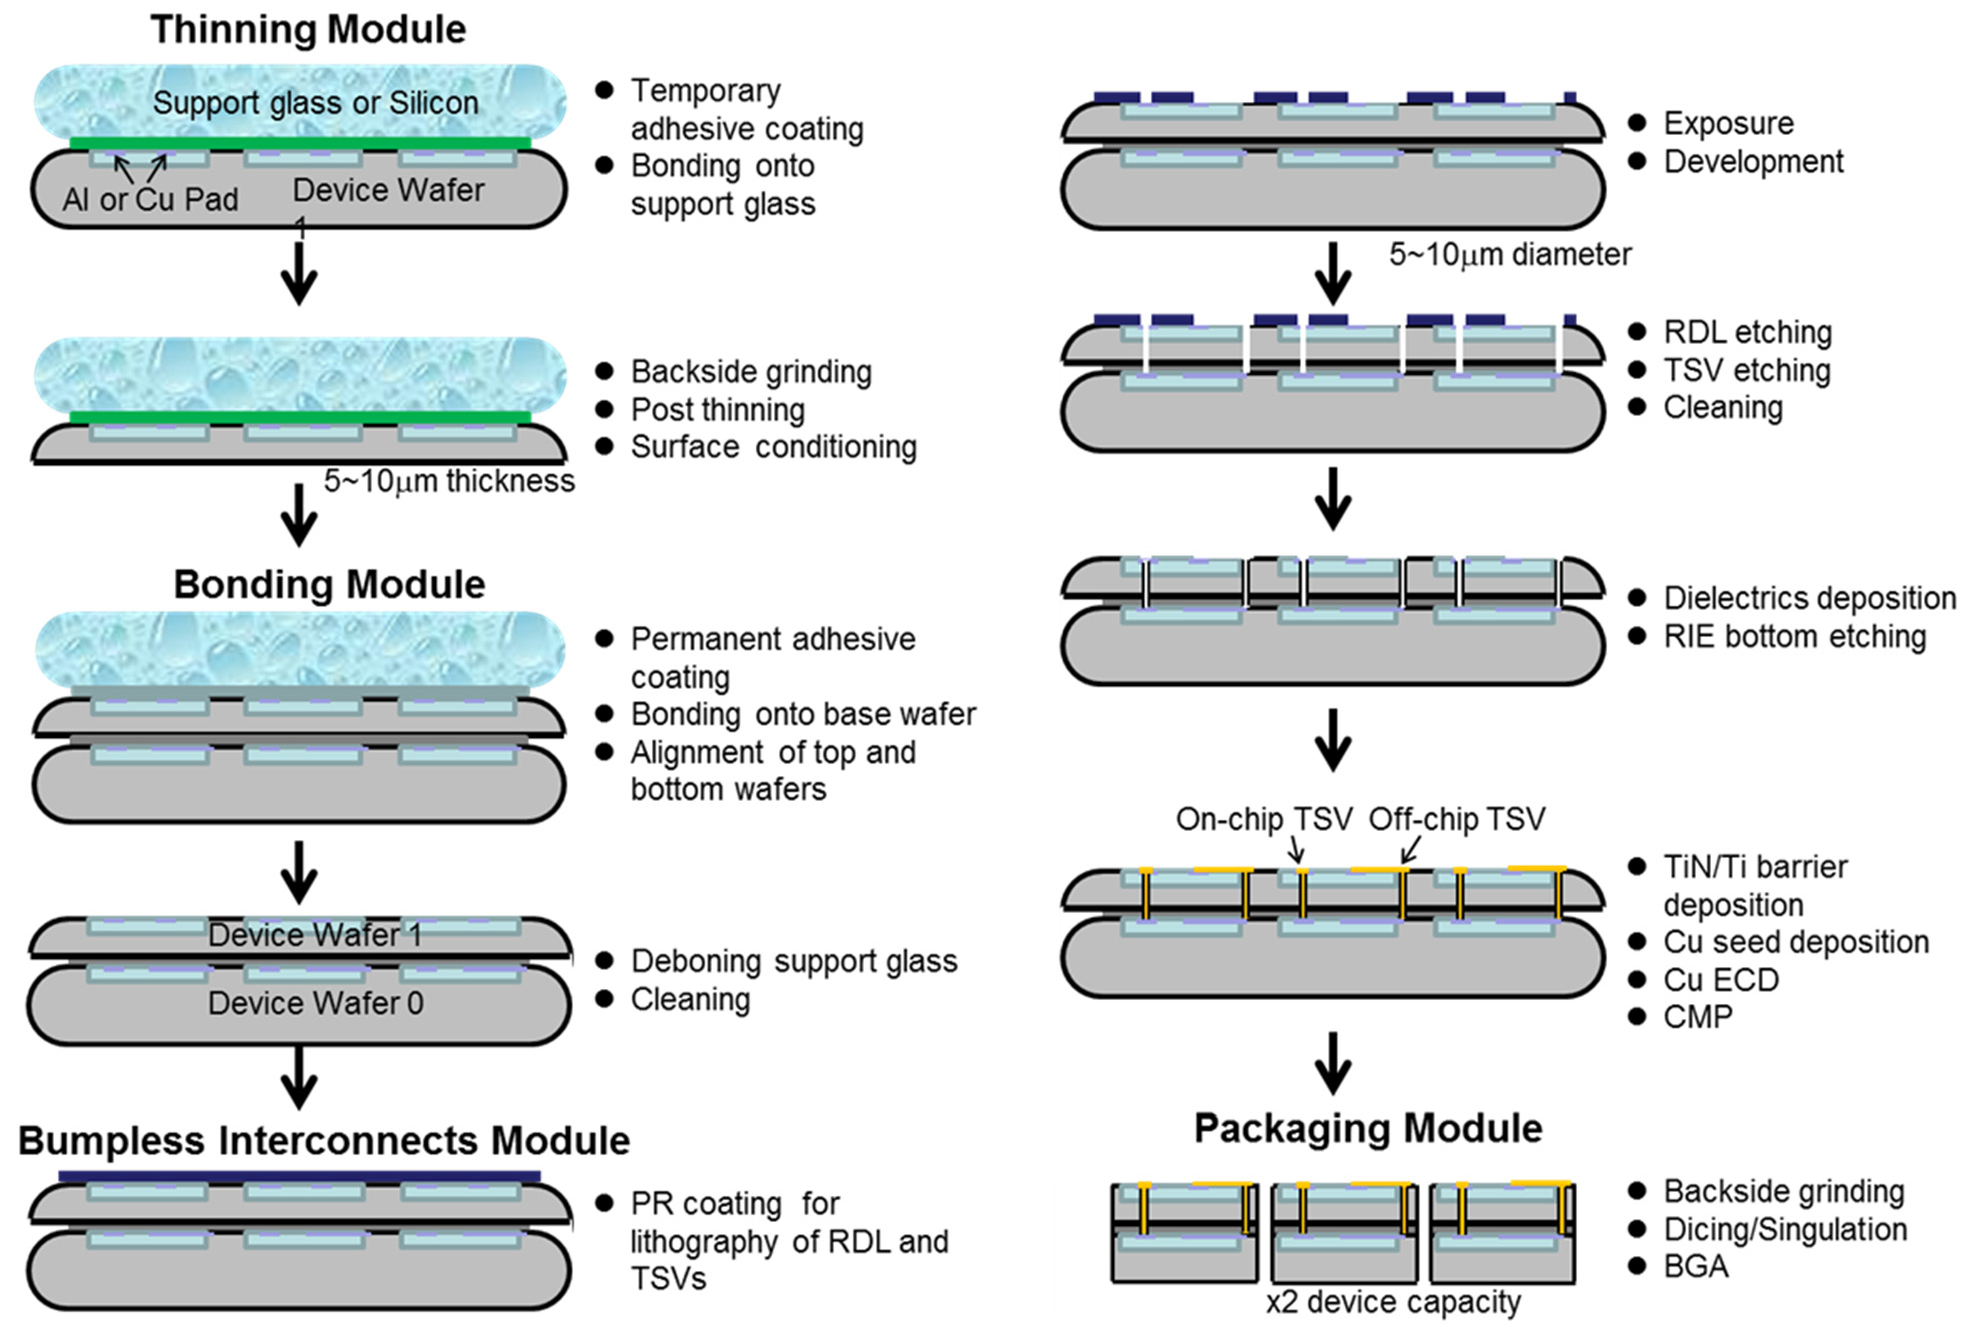 Thinning Module
Support glass or Silicon
Al or Cu Pad
Device Wafer
1
● Temporary
adhesive coating
● Bonding onto
support glass
● Backside grinding
● Post thinning
● Surface conditioning
5~10μm thickness
Bonding Module
● Permanent adhesive
coating
● Bonding onto base wafer
● Alignment of top and
bottom wafers
Device Wafer 1
Device Wafer 0
● Deboning support glass
● Cleaning
Bumpless Interconnects Module
● PR coating for
lithography of RDL and
TSVs
● Exposure
● Development
5~10μm diameter
● RDL etching
● TSV etching
● Cleaning
● Dielectrics deposition
● RIE bottom etching
On-chip TSV Off-chip TSV
● TiN/Ti barrier
deposition
● Cu seed deposition
● Cu ECD
● CMP
Packaging Module
● Backside grinding
● Dicing/Singulation
● BGA
x2 device capacity